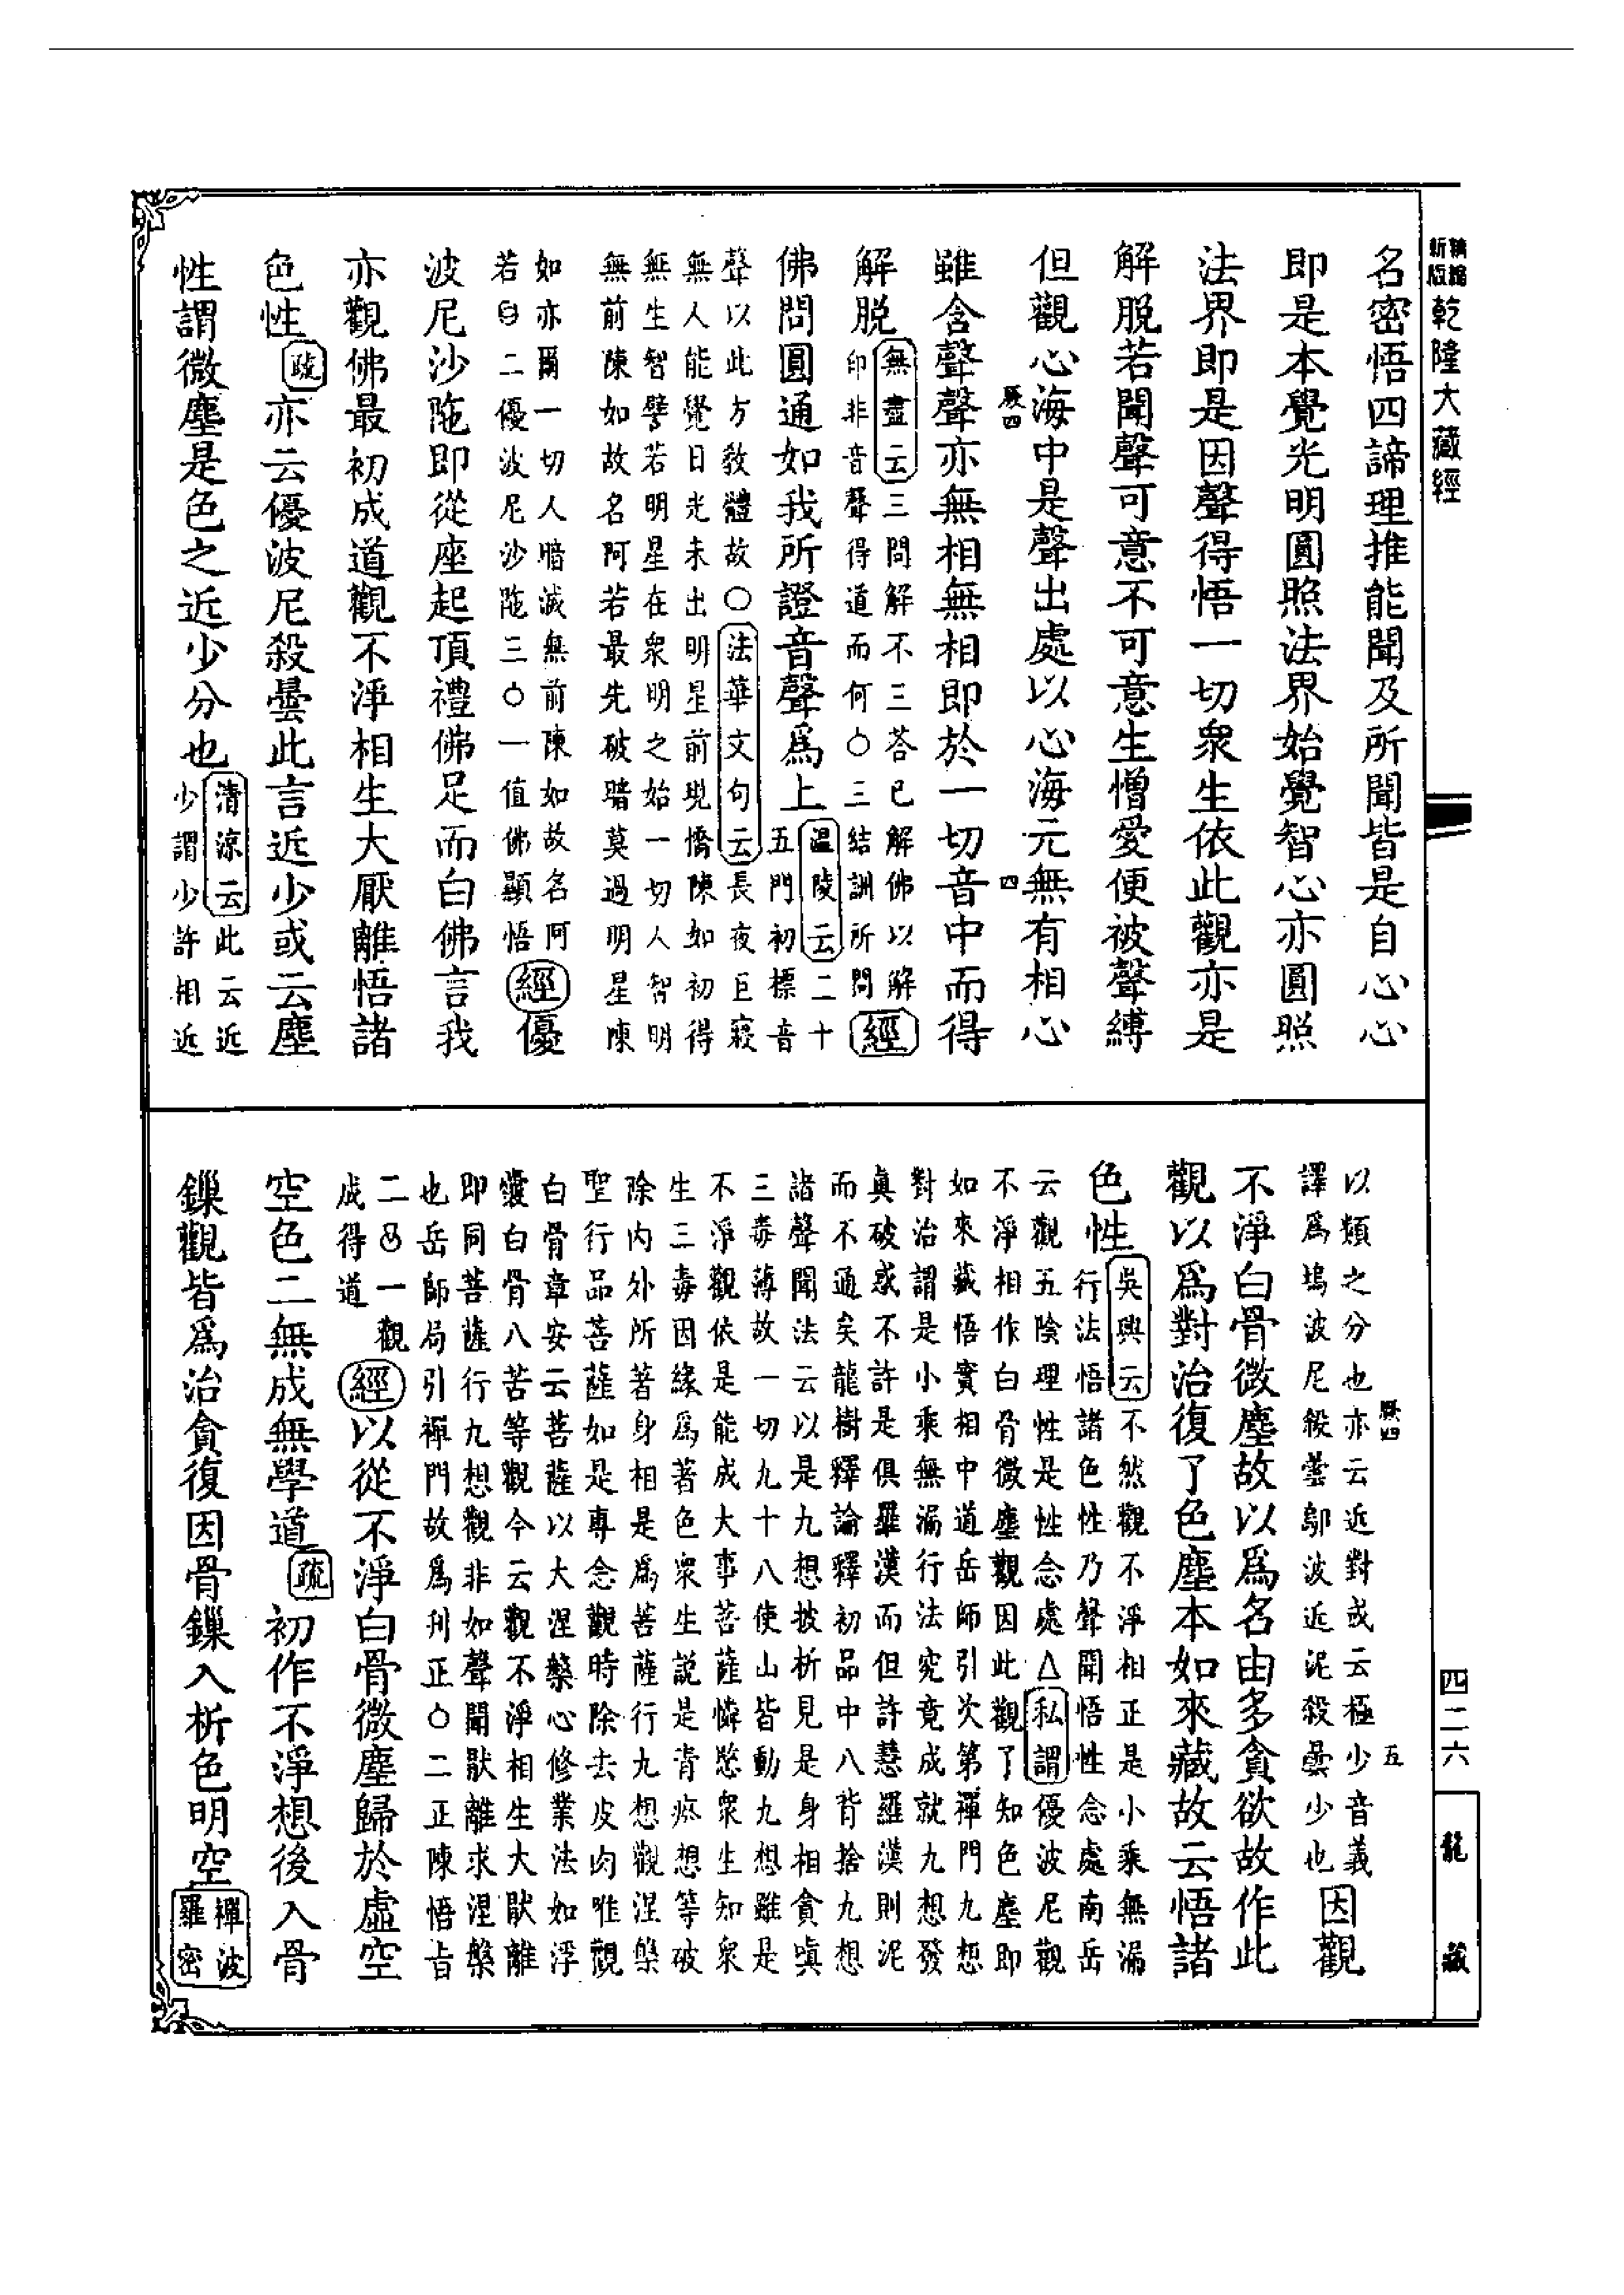 新版精縮
乾隆大藏經
名密悟四諦理推能聞及所聞皆是自心心
即是本覺光明圓照法界始覺智心亦圓照
法界即是因聲得悟一切衆生依此觀亦是
解脫若聞聲可意不可意生憎愛便被聲縛
但觀心海中是聲出處以心海元無有相心
雖含聲聲亦無相無相即於一切音中而得
解脫
無盡云三問解不三答已解佛以解
印非音聲得道而何○三結訓所問
經
佛問圓通如我所證音聲爲上
温陵云二十
五門初標音
聲以此方敎體故○法華文句云長夜巨寢
無人能覺日光未出明星前現憍陳如初得
無生智譬若明星在衆明之始一切人智明
無前陳如故名阿若最先破暗莫過明星陳
如亦爾一切人暗滅無前陳如故名阿
若㊁二優波尼沙陁三○一值佛顯悟
經優
波尼沙陁即從座起頂禮佛足而白佛言我
亦觀佛最初成道觀不淨相生大厭離悟諸
色性疏亦云優波尼殺曇此言近少或云塵
性謂微塵是色之近少分也
清涼云此云近
少謂少許相近
以類之分也亦云近對或云極少音義
譯爲塢波尼殺曇鄔波近泥殺曇少也
因觀
不淨白骨微塵故以爲名由多貪欲故作此
觀以爲對治復了色塵本如來藏故云悟諸
色性
吳興云不然觀不淨相正是小乘無漏
行法悟諸色性乃聲聞悟性念處南岳
云觀五陰理性是性念處△私謂優波尼觀
不淨相作白骨微塵觀因此觀了知色塵即
如來藏悟實相中道岳師引次第禪門九想
對治謂是小乘無漏行法究竟成就九想發
眞破惑不許是俱羅漢而但許慧羅漢則泥
而不通矣龍樹釋論釋初品中八背捨九想
諸聲聞法云以是九想披析見是身相貪嗔
三毒薄故一切九十八使山皆動九想雖是
不淨觀依是能成大事菩薩憐愍衆生知衆
生三毒因緣爲著色衆生說是青瘀想等破
除内外所著身相是爲菩薩行九想觀涅槃
聖行品菩薩如是專念觀時除去皮肉唯觀
白骨章安云菩薩以大涅槃心修業法如浮
囊白骨八苦等觀今云觀不淨相生大猒離
即同菩薩行九想觀非如聲聞猒離求涅槃
也岳師局引禪門故爲刋正○二正陳悟旨
二㊇一觀
成得道
經以從不淨白骨微塵歸於虛空
空色二無成無學道疏初作不淨想後入骨
鏁觀皆爲治貪復因骨鏁入析色明空
禪波
羅密
厥四
四
厥四
五
四二六
龍藏